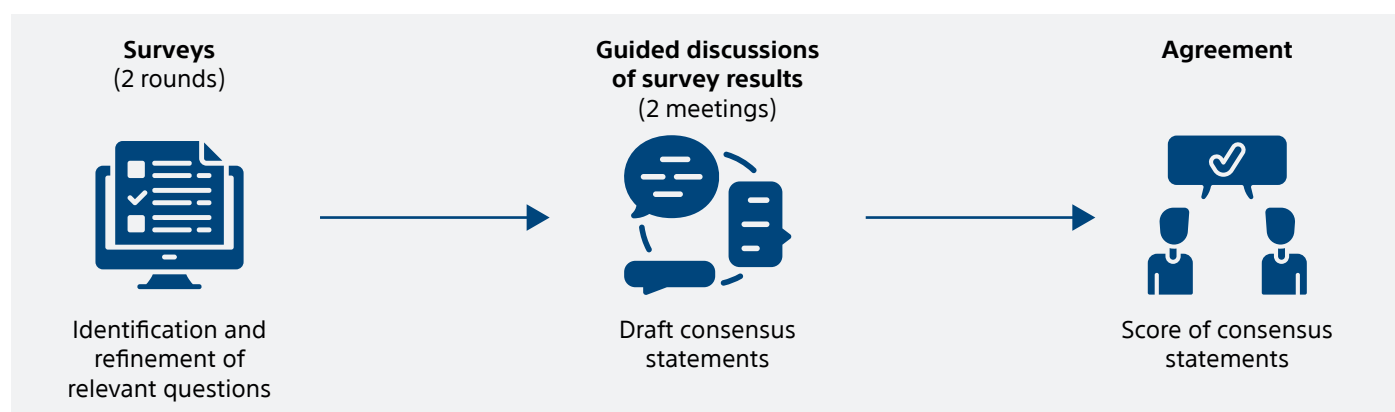 Surveys
(2 rounds)
Identification and
refinement of
relevant questions
Guided discussions
of survey results
(2 meetings)
Draft consensus
statements
Agreement
Score of consensus
statements